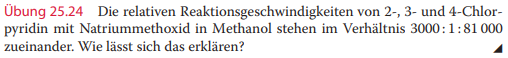 Übung 25.24 Die relativen Reaktionsgeschwindigkeiten von 2-, 3- und 4-Chlor-
pyridin mit Natriummethoxid in Methanol stehen im Verhältnis 3000 : 1 : 81 000
zueinander. Wie lässt sich das erklären?